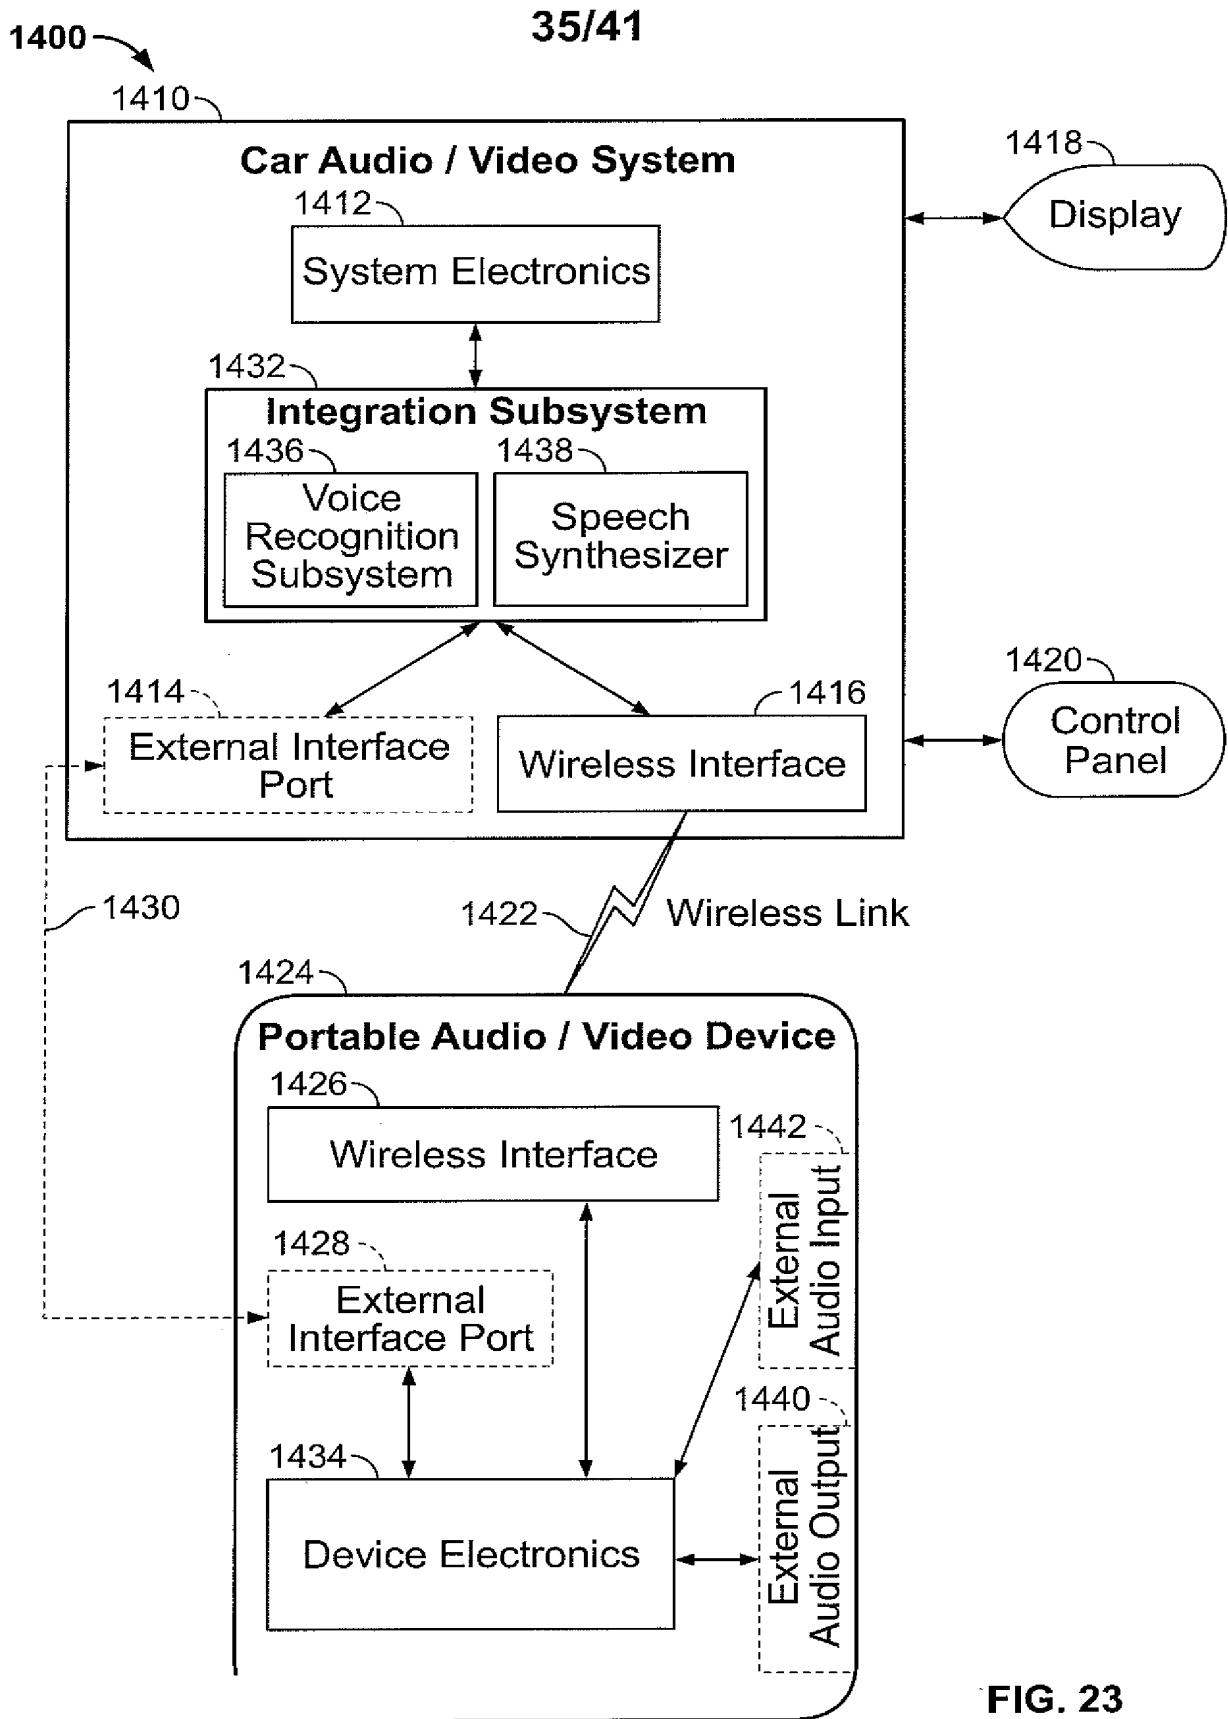 35/41
1400
1410
Car Audio / Video System
1412
System Electronics
1418
Display
1432
Integration Subsystem
1436
Voice
Recognition
Subsystem
1438
Speech
Synthesizer
1414
External Interface
Port
1416
Wireless Interface
1420
Control
Panel
1430
1422
Wireless Link
1424
Portable Audio / Video Device
1426
Wireless Interface
1442
External
Audio Input
1428
External
Interface Port
1440
External
Audio Output
1434
Device Electronics
FIG. 23